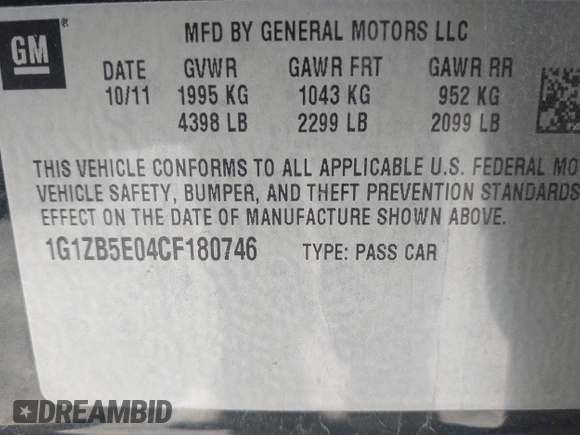 GM
MFD BY GENERAL MOTORS LLC
DATE GVWR GAWR FRT GAWR RR
10/11 1995 KG 1043 KG 952 KG
4398 LB 2299 LB 2099 LB
THIS VEHICLE CONFORMS TO ALL APPLICABLE U.S. FEDERAL MO
VEHICLE SAFETY, BUMPER, AND THEFT PREVENTION STANDARDS
EFFECT ON THE DATE OF MANUFACTURE SHOWN ABOVE.
1G1ZB5E04CF180746 TYPE: PASS CAR
DREAMBID